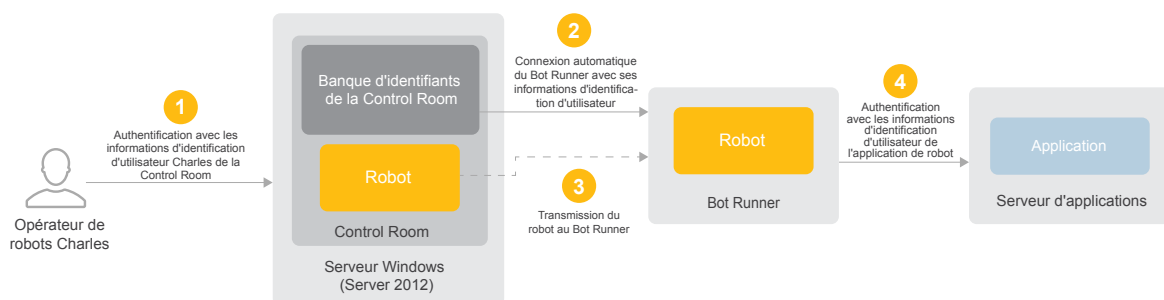 1
Authentification avec les
informations d'identification
d'utilisateur Charles de la
Control Room
Opérateur de
robots Charles
Banque d'identifiants
de la Control Room
Robot
Control Room
Serveur Windows
(Server 2012)
2
Connexion automatique
du Bot Runner avec ses
informations d'identifica-
tion d'utilisateur
3
Transmission du
robot au Bot Runner
Robot
Bot Runner
4
Authentification
avec les informations
d'identification
d'utilisateur de
l'application de robot
Application
Serveur d'applications